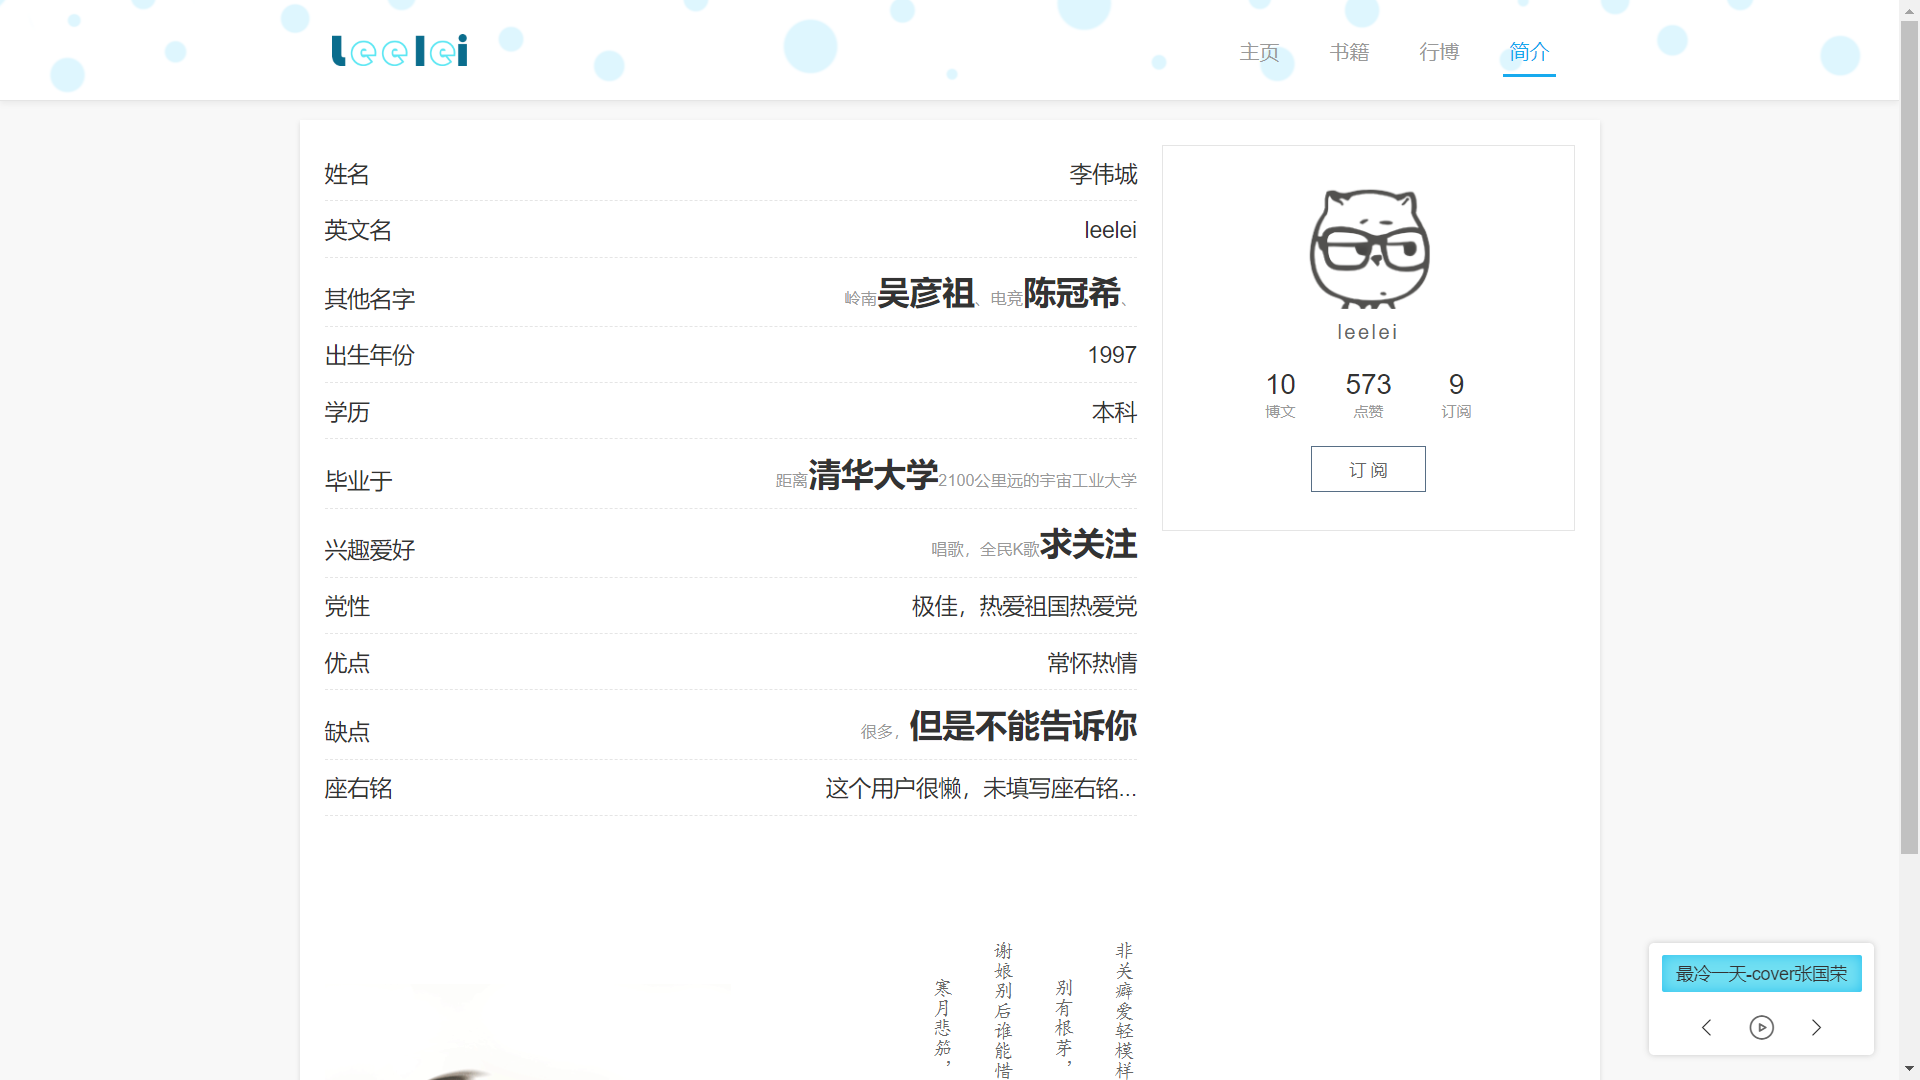 leelei
主页
书籍
行博
简介
姓名
李伟城
英文名
leelei
其他名字
岭南吴彦祖、电竞陈冠希、
出生年份
1997
学历
本科
毕业于
距离清华大学2100公里远的宇宙工业大学
兴趣爱好
唱歌，全民K歌求关注
党性
极佳，热爱祖国热爱党
优点
常怀热情
缺点
很多，但是不能告诉你
座右铭
这个用户很懒，未填写座右铭...
leelei
10
573
9
博文
点赞
订阅
订 阅
非关癖爱轻模样
别有根芽，
谢娘别后谁能惜
寒月悲笳，
最冷一天-cover张国荣